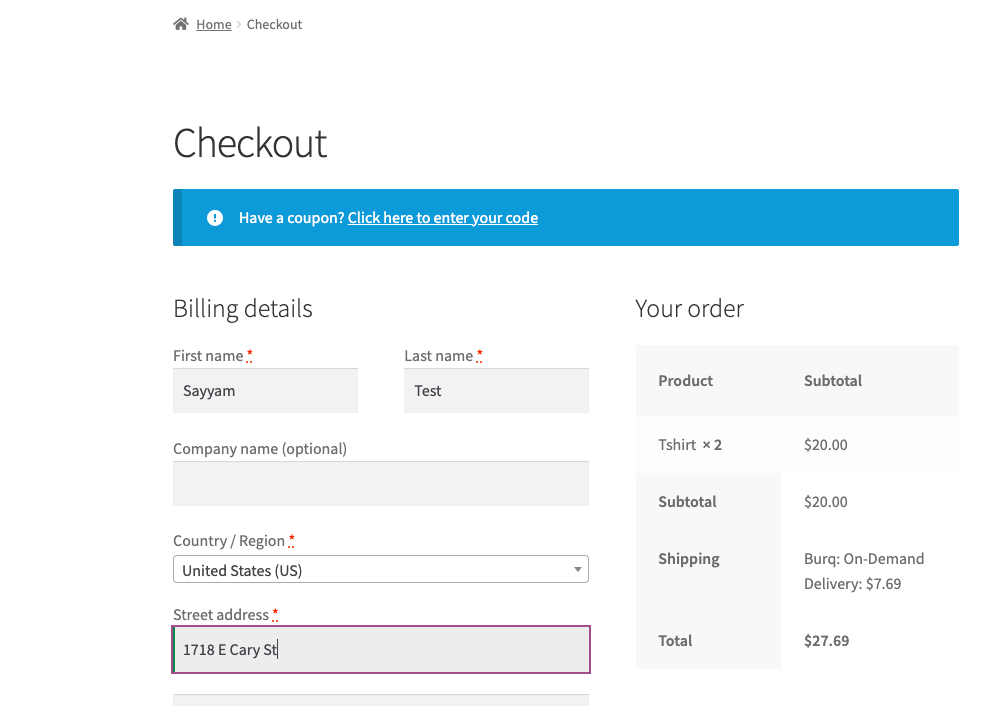 Home › Checkout
Checkout
Have a coupon? Click here to enter your code
Billing details
First name *
Last name *
Sayyam
Test
Company name (optional)
Country / Region *
United States (US)
Street address *
1718 E Cary St
Your order
Product Subtotal
Tshirt × 2 $20.00
Subtotal $20.00
Shipping Burq: On-Demand
Delivery: $7.69
Total $27.69